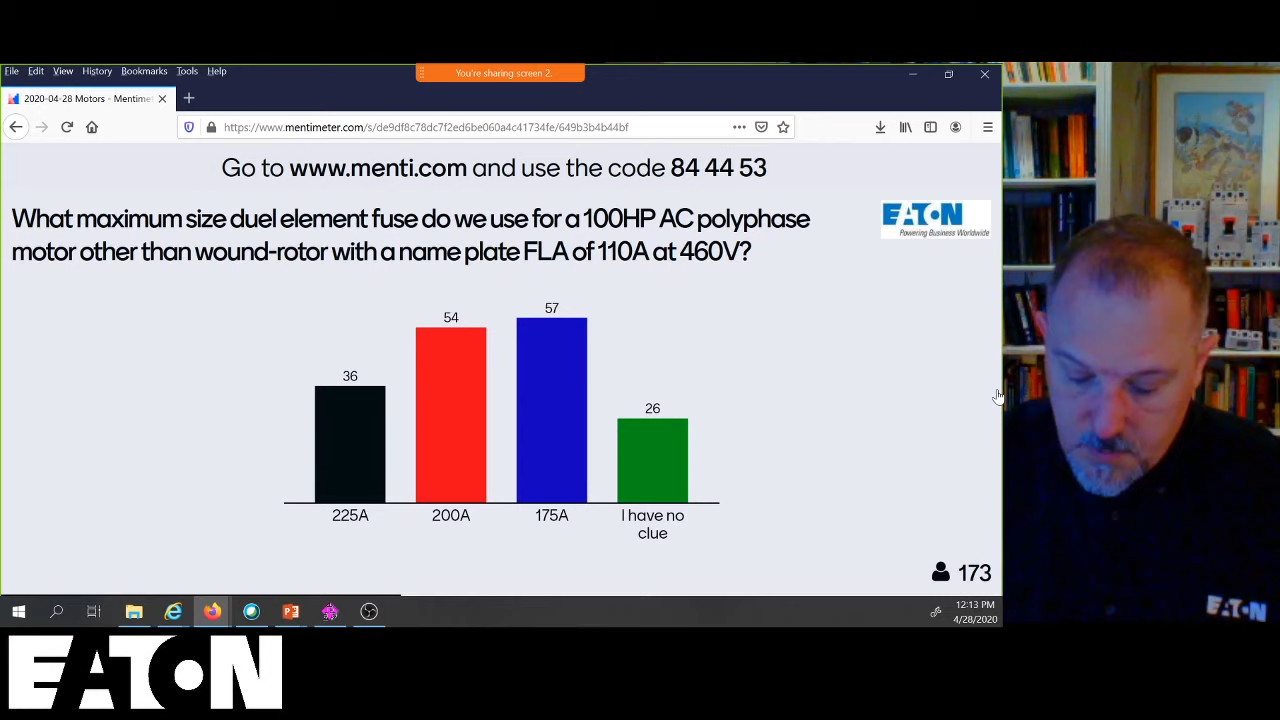 You're sharing screen 2.
File Edit View History Bookmarks Tools Help
2020-04-28 Motors - Mentimet
https://www.mentimeter.com/s/de9df8c78dc7f2ed6be060a4c41734fe/649b3b4b44bf
Go to www.menti.com and use the code 84 44 53
What maximum size duel element fuse do we use for a 100HP AC polyphase
motor other than wound-rotor with a name plate FLA of 110A at 460V?
EATON
Powering Business Worldwide
36
54
57
26
225A
200A
175A
I have no
clue
173
12:13 PM
4/28/2020
EATON
EATON